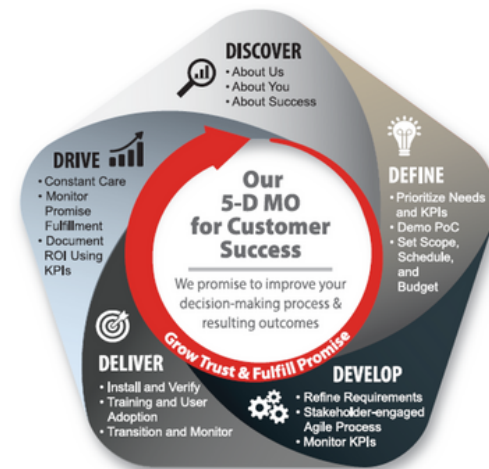 DISCOVER
• About Us
• About You
• About Success
DEFINE
• Prioritize Needs
and KPIs
• Demo PoC
• Set Scope,
Schedule,
and
Budget
DEVELOP
• Refine Requirements
• Stakeholder-engaged
Agile Process
• Monitor KPIs
DELIVER
• Install and Verify
• Training and User
Adoption
• Transition and Monitor
DRIVE
• Constant Care
• Monitor
Promise
Fulfillment
• Document
ROI Using
KPIs
Our
5-D MO
for Customer
Success
We promise to improve your
decision-making process &
resulting outcomes
Grow Trust & Fulfill Promise